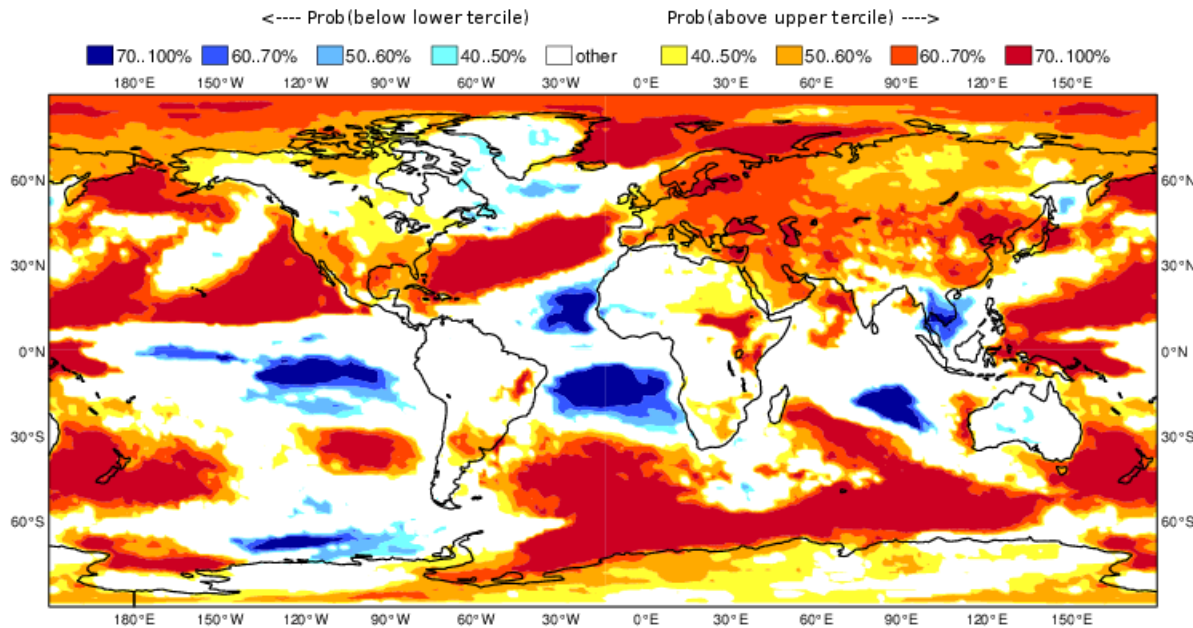 <---- Prob(below lower tercile) Prob(above upper tercile) ---->
70..100% 60..70% 50..60% 40..50% other 40..50% 50..60% 60..70% 70..100%
180°E 150°W 120°W 90°W 60°W 30°W 0°E 30°E 60°E 90°E 120°E 150°E
60°N 60°N
30°N 30°N
0°N 0°N
30°S 30°S
60°S 60°S
180°E 150°W 120°W 90°W 60°W 30°W 0°E 30°E 60°E 90°E 120°E 150°E